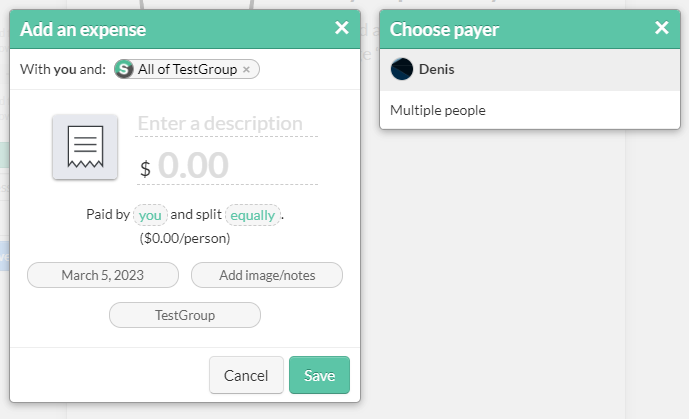 Add an expense ×
With you and: S All of TestGroup ×
Enter a description
$ 0.00
Paid by you and split equally.
($0.00/person)
March 5, 2023 Add image/notes
TestGroup
Cancel Save
Choose payer ×
Denis
Multiple people